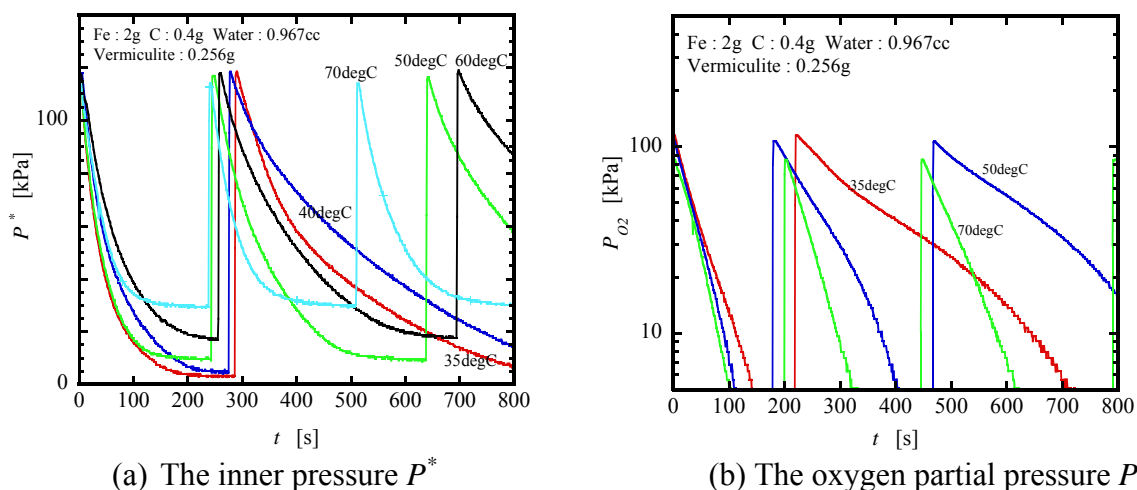 Fe : 2g C : 0.4g Water : 0.967cc
Vermiculite : 0.256g
70degC
50degC
60degC
40degC
35degC
100
0
P* [kPa]
0 100 200 300 400 500 600 700 800
t [s]
(a) The inner pressure P*
Fe : 2g C : 0.4g Water : 0.967cc
Vermiculite : 0.256g
35degC
50degC
70degC
100
10
P_{O2} [kPa]
0 100 200 300 400 500 600 700 800
t [s]
(b) The oxygen partial pressure P